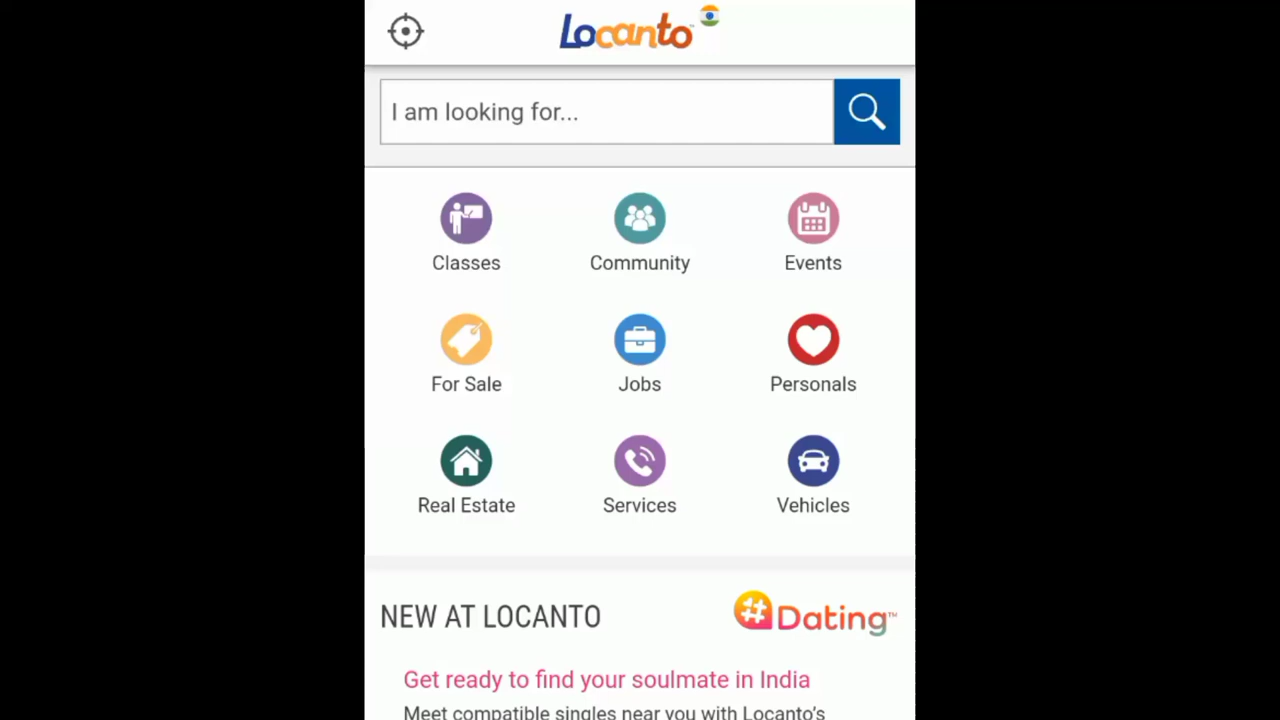 Locanto™
I am looking for...
Classes Community Events
For Sale Jobs Personals
Real Estate Services Vehicles
NEW AT LOCANTO
# Dating™
Get ready to find your soulmate in India
Meet compatible singles near you with Locanto's